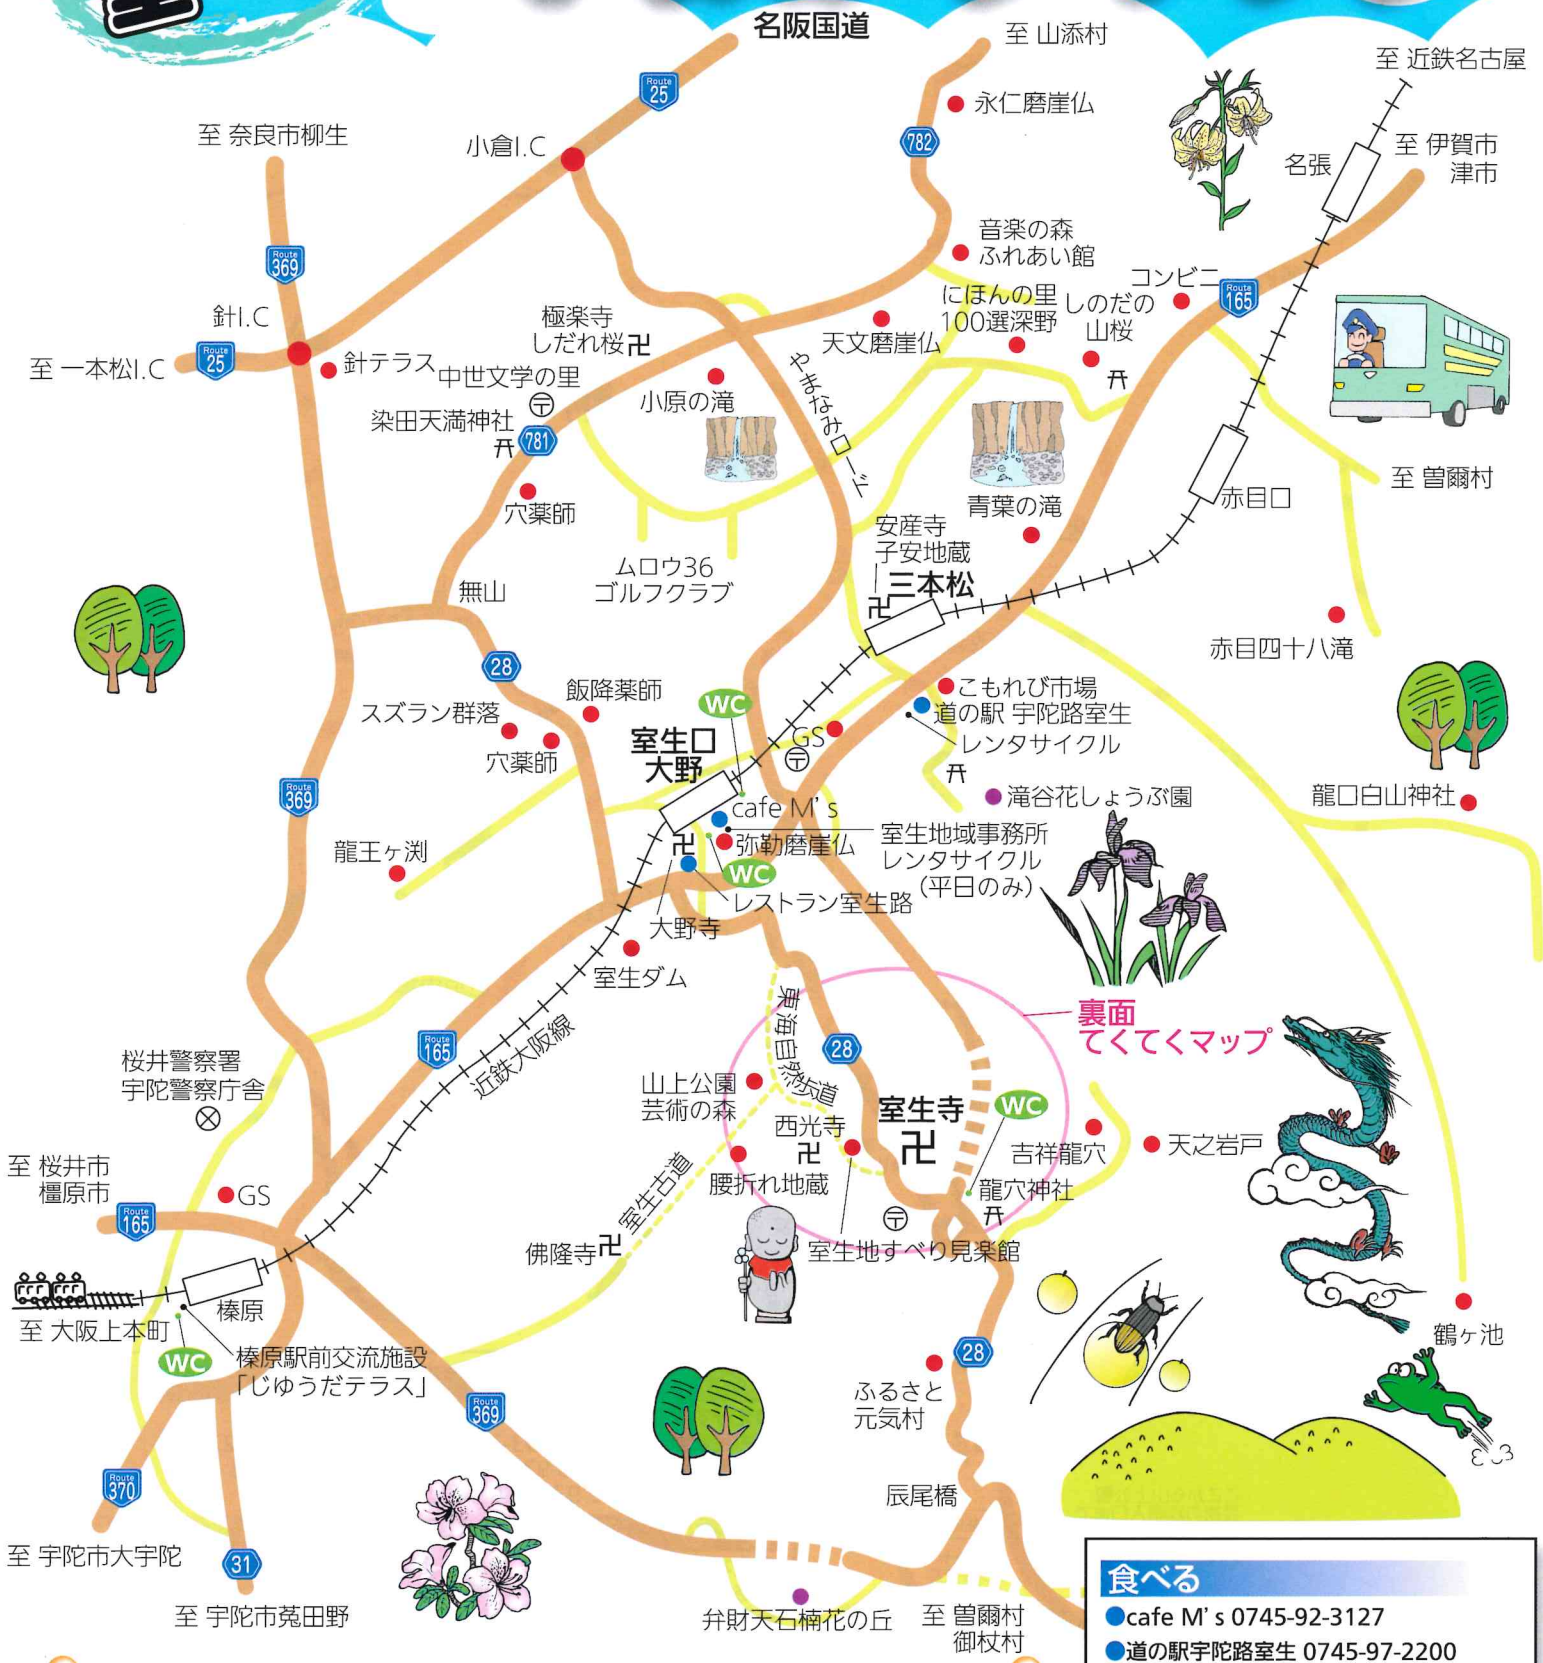 名阪国道
至 山添村
至 近鉄名古屋
Route
25
永仁磨崖仏
至 奈良市柳生
小倉I.C
782
名張
至 伊賀市
津市
音楽の森
ふれあい館
Route
369
コンビニ
Route
165
にほんの里
100選深野
しのだの
山桜
針I.C
極楽寺
しだれ桜
天文磨崖仏
至 一本松I.C
Route
25
針テラス
中世文学の里
やまなみロード
小原の滝
染田天満神社
781
至 曽爾村
赤目口
穴薬師
青葉の滝
安産寺
子安地蔵
三本松
ムロウ36
ゴルフクラブ
無山
赤目四十八滝
28
飯降薬師
WC
こもれび市場
道の駅 宇陀路室生
レンタサイクル
スズラン群落
穴薬師
室生口
大野
GS
Route
369
滝谷花しょうぶ園
龍口白山神社
cafe M's
弥勒磨崖仏
室生地域事務所
レンタサイクル
(平日のみ)
龍王ヶ渕
WC
レストラン室生路
大野寺
室生ダム
東海自然歩道
裏面
てくてくマップ
Route
165
近鉄大阪線
28
桜井警察署
宇陀警察庁舎
山上公園
芸術の森
室生寺
WC
西光寺
吉祥龍穴
天之岩戸
至 桜井市
橿原市
Route
165
GS
腰折れ地蔵
龍穴神社
室生古道
佛隆寺
室生地すべり見楽館
榛原
至 大阪上本町
WC
榛原駅前交流施設
「じゆうだテラス」
鶴ヶ池
28
ふるさと
元気村
Route
369
Route
370
辰尾橋
至 宇陀市大宇陀
31
至 宇陀市菟田野
弁財天石楠花の丘
至 曽爾村
御杖村
食べる
●cafe M's 0745-92-3127
●道の駅宇陀路室生 0745-97-2200